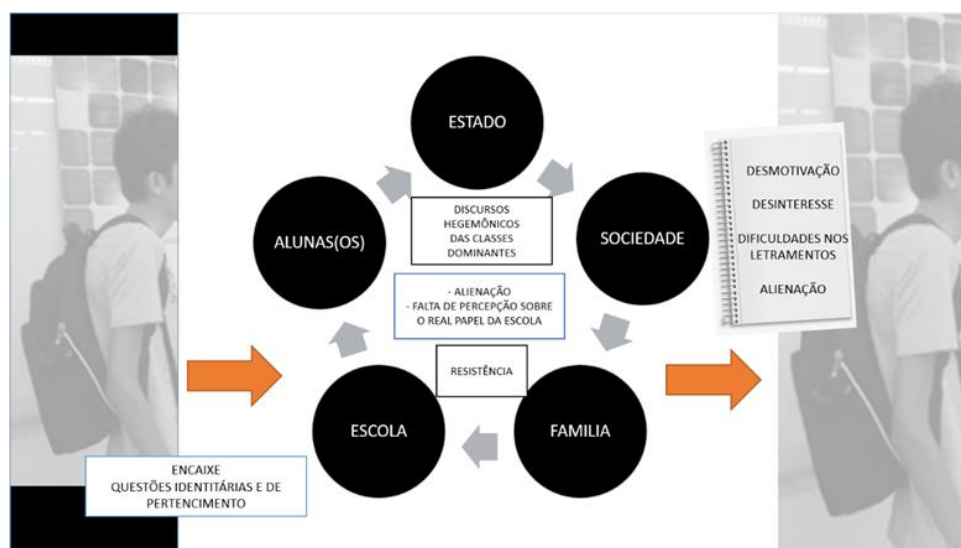 ESTADO
ALUNAS(OS)
DISCURSOS
HEGEMÔNICOS
DAS CLASSES
DOMINANTES
SOCIEDADE
DESMOTIVAÇÃO
DESINTERESSE
DIFICULDADES NOS
LETRAMENTOS
ALIENAÇÃO
- ALIENAÇÃO
- FALTA DE PERCEPÇÃO SOBRE
O REAL PAPEL DA ESCOLA
RESISTÊNCIA
ESCOLA
FAMILIA
ENCAIXE
QUESTÕES IDENTITÁRIAS E DE
PERTENCIMENTO